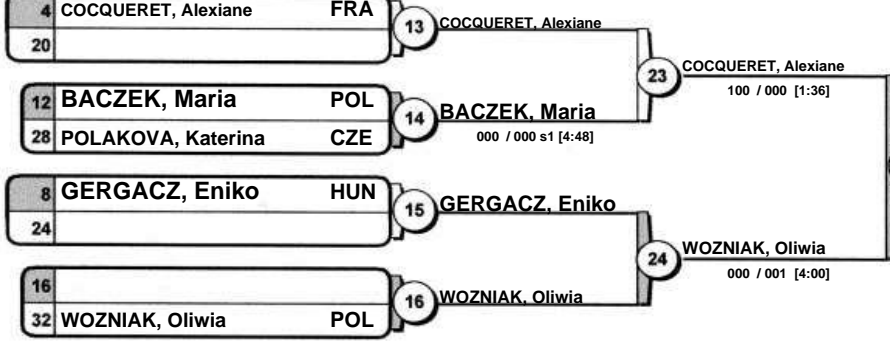 4 COCQUERET, Alexiane FRA
20
13
COCQUERET, Alexiane
12 BACZEK, Maria POL
28 POLAKOVA, Katerina CZE
14
BACZEK, Maria
000 / 000 s1 [4:48]
23
COCQUERET, Alexiane
100 / 000 [1:36]
8 GERGACZ, Eniko HUN
24
15
GERGACZ, Eniko
16
32 WOZNIAK, Oliwia POL
16
WOZNIAK, Oliwia
24
WOZNIAK, Oliwia
000 / 001 [4:00]